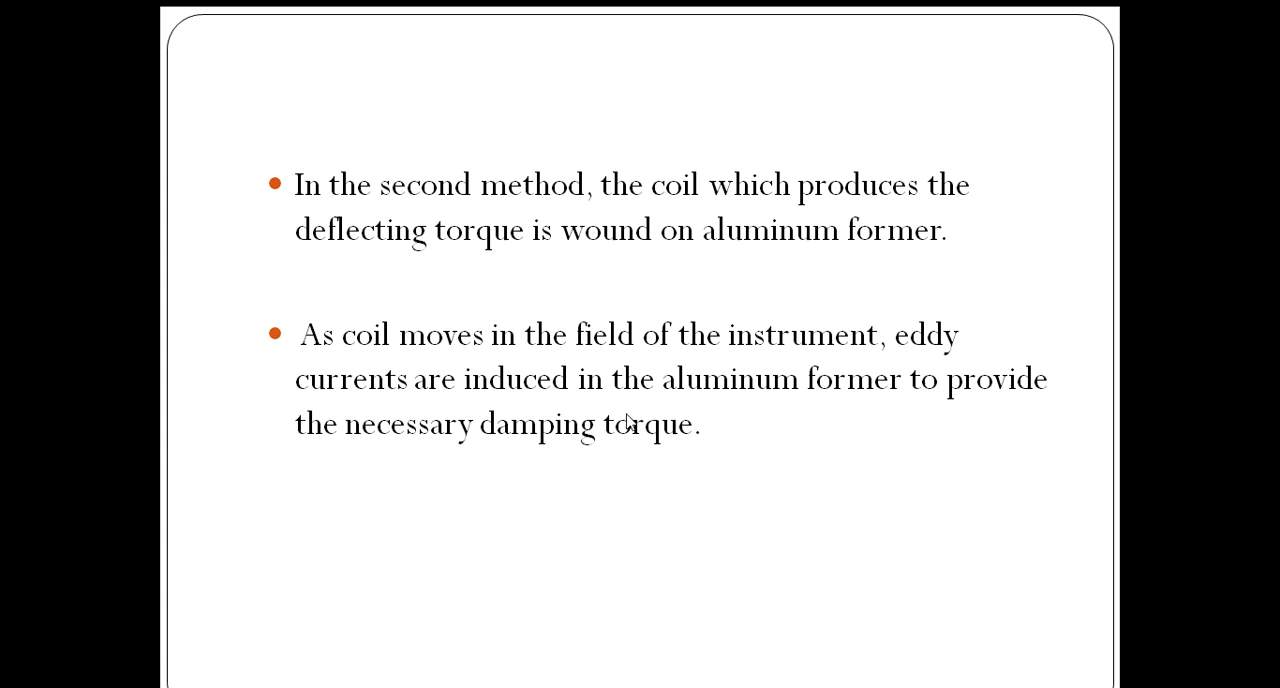 In the second method, the coil which produces the
deflecting torque is wound on aluminum former.
As coil moves in the field of the instrument, eddy
currents are induced in the aluminum former to provide
the necessary damping torque.